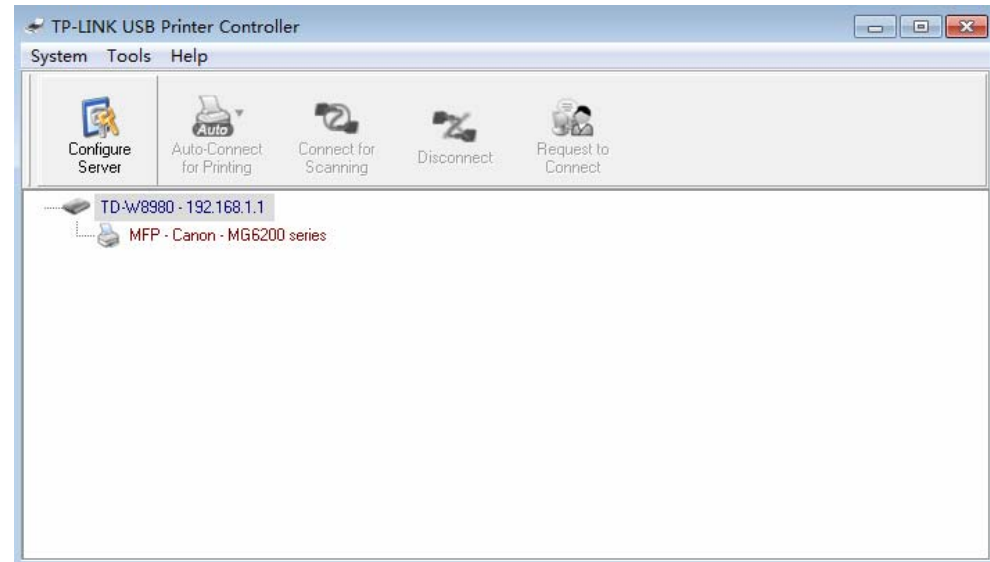 TP-LINK USB Printer Controller
System Tools Help
Auto
Configure Server
Auto-Connect for Printing
Connect for Scanning
Disconnect
Request to Connect
TD-W8980 - 192.168.1.1
MFP - Canon - MG6200 series